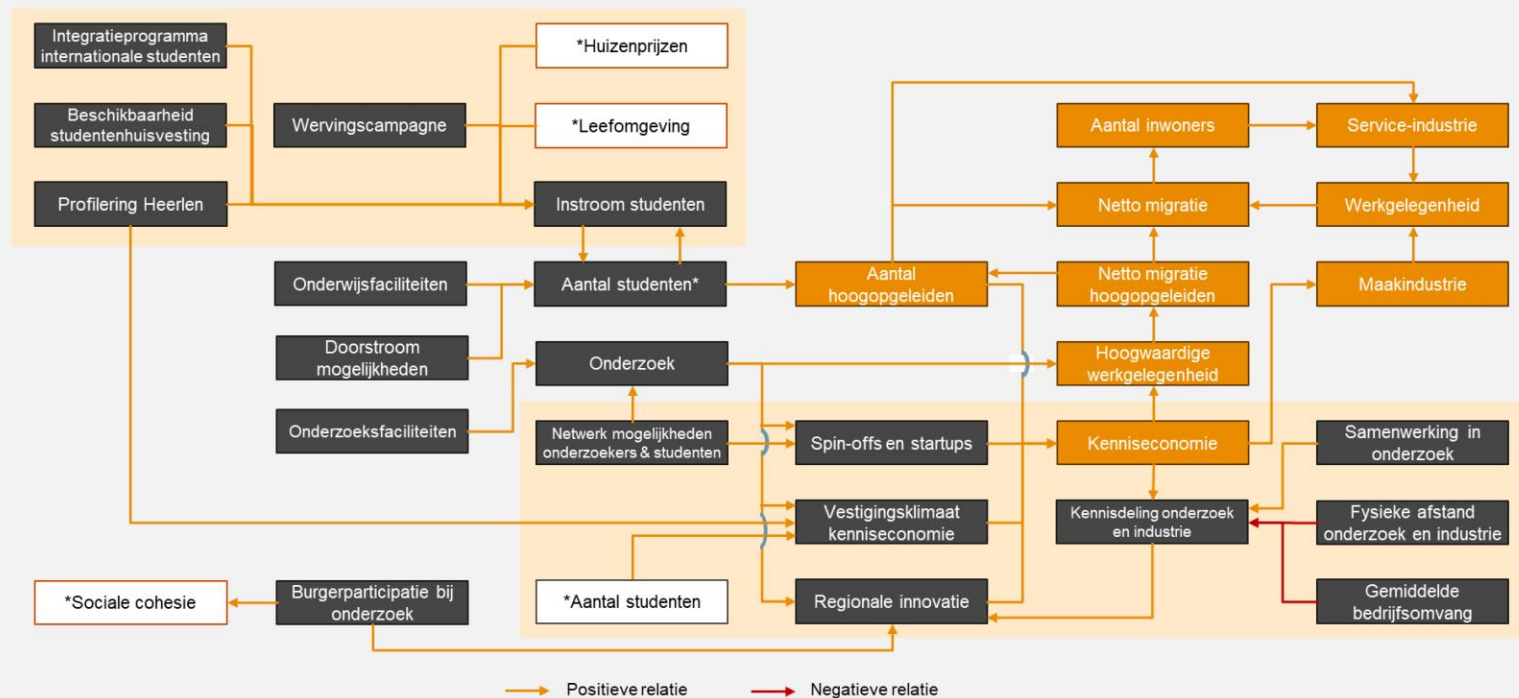 Integratieprogramma
internationale studenten
*Huizenprijzen
Beschikbaarheid
studentenhuisvesting
Wervingscampagne
*Leefomgeving
Aantal inwoners
Service-industrie
Profilering Heerlen
Instroom studenten
Netto migratie
Werkgelegenheid
Onderwijsfaciliteiten
Aantal studenten*
Aantal
hoogopgeleiden
Netto migratie
hoogopgeleiden
Maakindustrie
Doorstroom
mogelijkheden
Onderzoek
Hoogwaardige
werkgelegenheid
Onderzoeksfaciliteiten
Netwerk mogelijkheden
onderzoekers & studenten
Spin-offs en startups
Kenniseconomie
Samenwerking in
onderzoek
Vestigingsklimaat
kenniseconomie
Kennisdeling onderzoek
en industrie
Fysieke afstand
onderzoek en industrie
*Sociale cohesie
Burgerparticipatie bij
onderzoek
*Aantal studenten
Regionale innovatie
Gemiddelde
bedrijfsomvang
Positieve relatie
Negatieve relatie